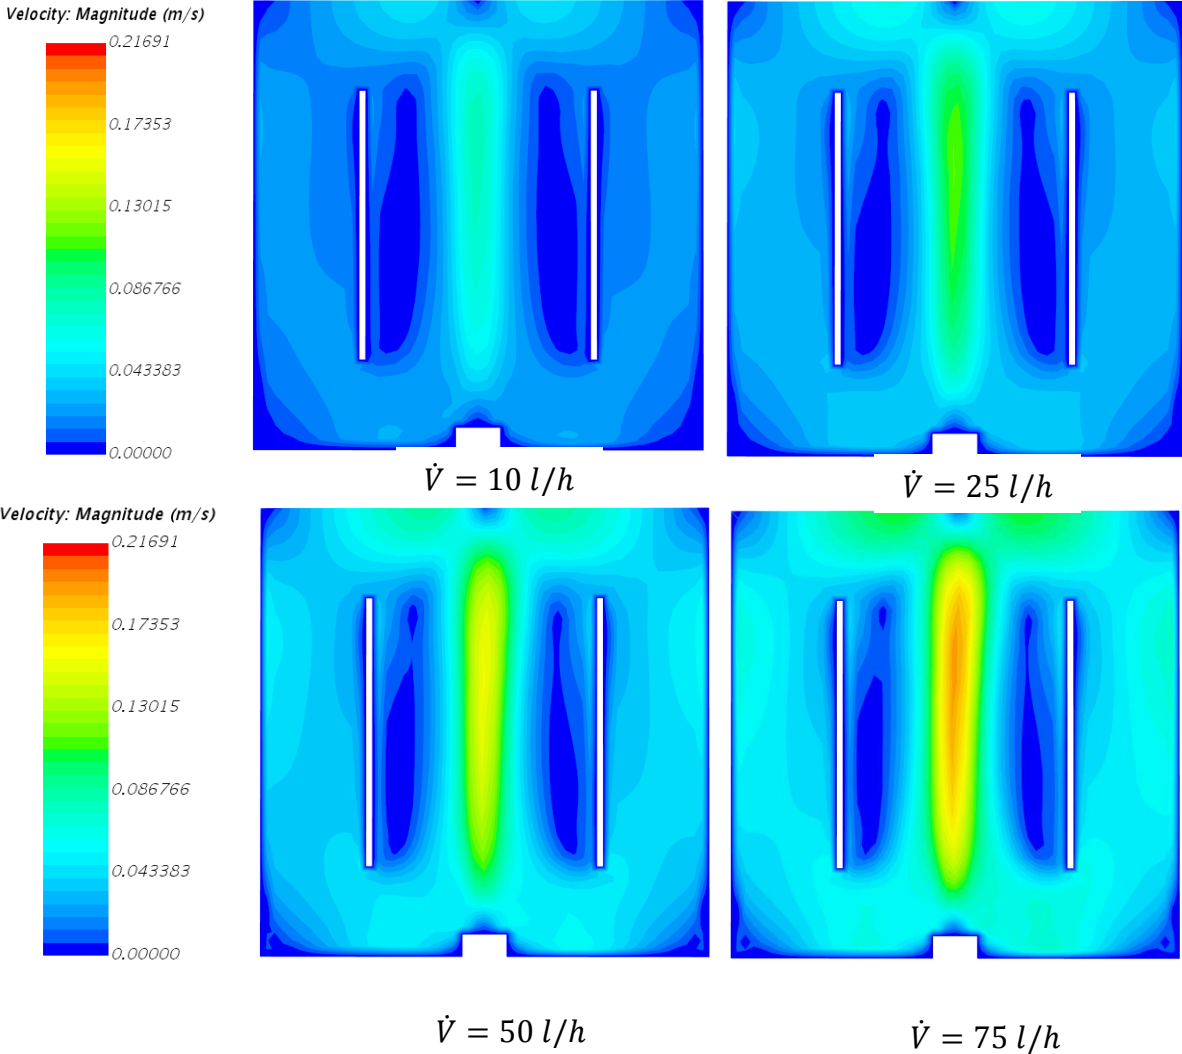 Velocity: Magnitude (m/s)
0.21691
0.17353
0.13015
0.086766
0.043383
0.00000
V̇ = 10 l/h
V̇ = 25 l/h
Velocity: Magnitude (m/s)
0.21691
0.17353
0.13015
0.086766
0.043383
0.00000
V̇ = 50 l/h
V̇ = 75 l/h